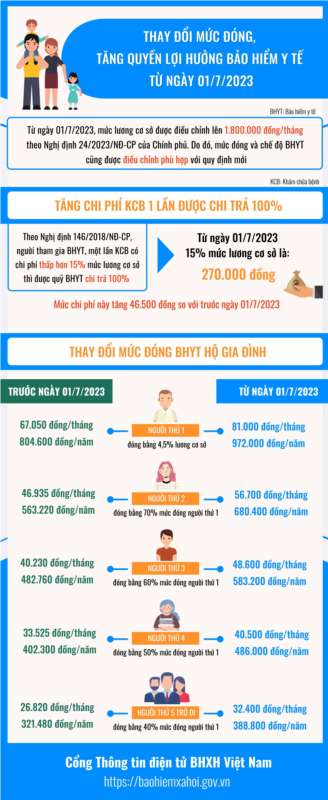 THAY ĐỔI MỨC ĐÓNG,
TĂNG QUYỀN LỢI HƯỞNG BẢO HIỂM Y TẾ
TỪ NGÀY 01/7/2023
BHYT: Bảo hiểm y tế
Từ ngày 01/7/2023, mức lương cơ sở được điều chỉnh lên 1.800.000 đồng/tháng
theo Nghị định 24/2023/NĐ-CP của Chính phủ. Do đó, mức đóng và chế độ BHYT
cũng được điều chỉnh phù hợp với quy định mới
KCB: Khám chữa bệnh
TĂNG CHI PHÍ KCB 1 LẦN ĐƯỢC CHI TRẢ 100%
Theo Nghị định 146/2018/NĐ-CP,
người tham gia BHYT, một lần KCB có
chi phí thấp hơn 15% mức lương cơ sở
thì được quỹ BHYT chi trả 100%
Từ ngày 01/7/2023
15% mức lương cơ sở là:
270.000 đồng
Mức chi phí này tăng 46.500 đồng so với trước ngày 01/7/2023
THAY ĐỔI MỨC ĐÓNG BHYT HỘ GIA ĐÌNH
TRƯỚC NGÀY 01/7/2023
TỪ NGÀY 01/7/2023
67.050 đồng/tháng
804.600 đồng/năm
NGƯỜI THỨ 1
đóng bằng 4,5% lương cơ sở
81.000 đồng/tháng
972.000 đồng/năm
46.935 đồng/tháng
563.220 đồng/năm
NGƯỜI THỨ 2
đóng bằng 70% mức đóng người thứ 1
56.700 đồng/tháng
680.400 đồng/năm
40.230 đồng/tháng
482.760 đồng/năm
NGƯỜI THỨ 3
đóng bằng 60% mức đóng người thứ 1
48.600 đồng/tháng
583.200 đồng/năm
33.525 đồng/tháng
402.300 đồng/năm
NGƯỜI THỨ 4
đóng bằng 50% mức đóng người thứ 1
40.500 đồng/tháng
486.000 đồng/năm
26.820 đồng/tháng
321.480 đồng/năm
NGƯỜI THỨ 5 TRỞ ĐI
đóng bằng 40% mức đóng người thứ 1
32.400 đồng/tháng
388.800 đồng/năm
Cổng Thông tin điện tử BHXH Việt Nam
https://baohiemxahoi.gov.vn